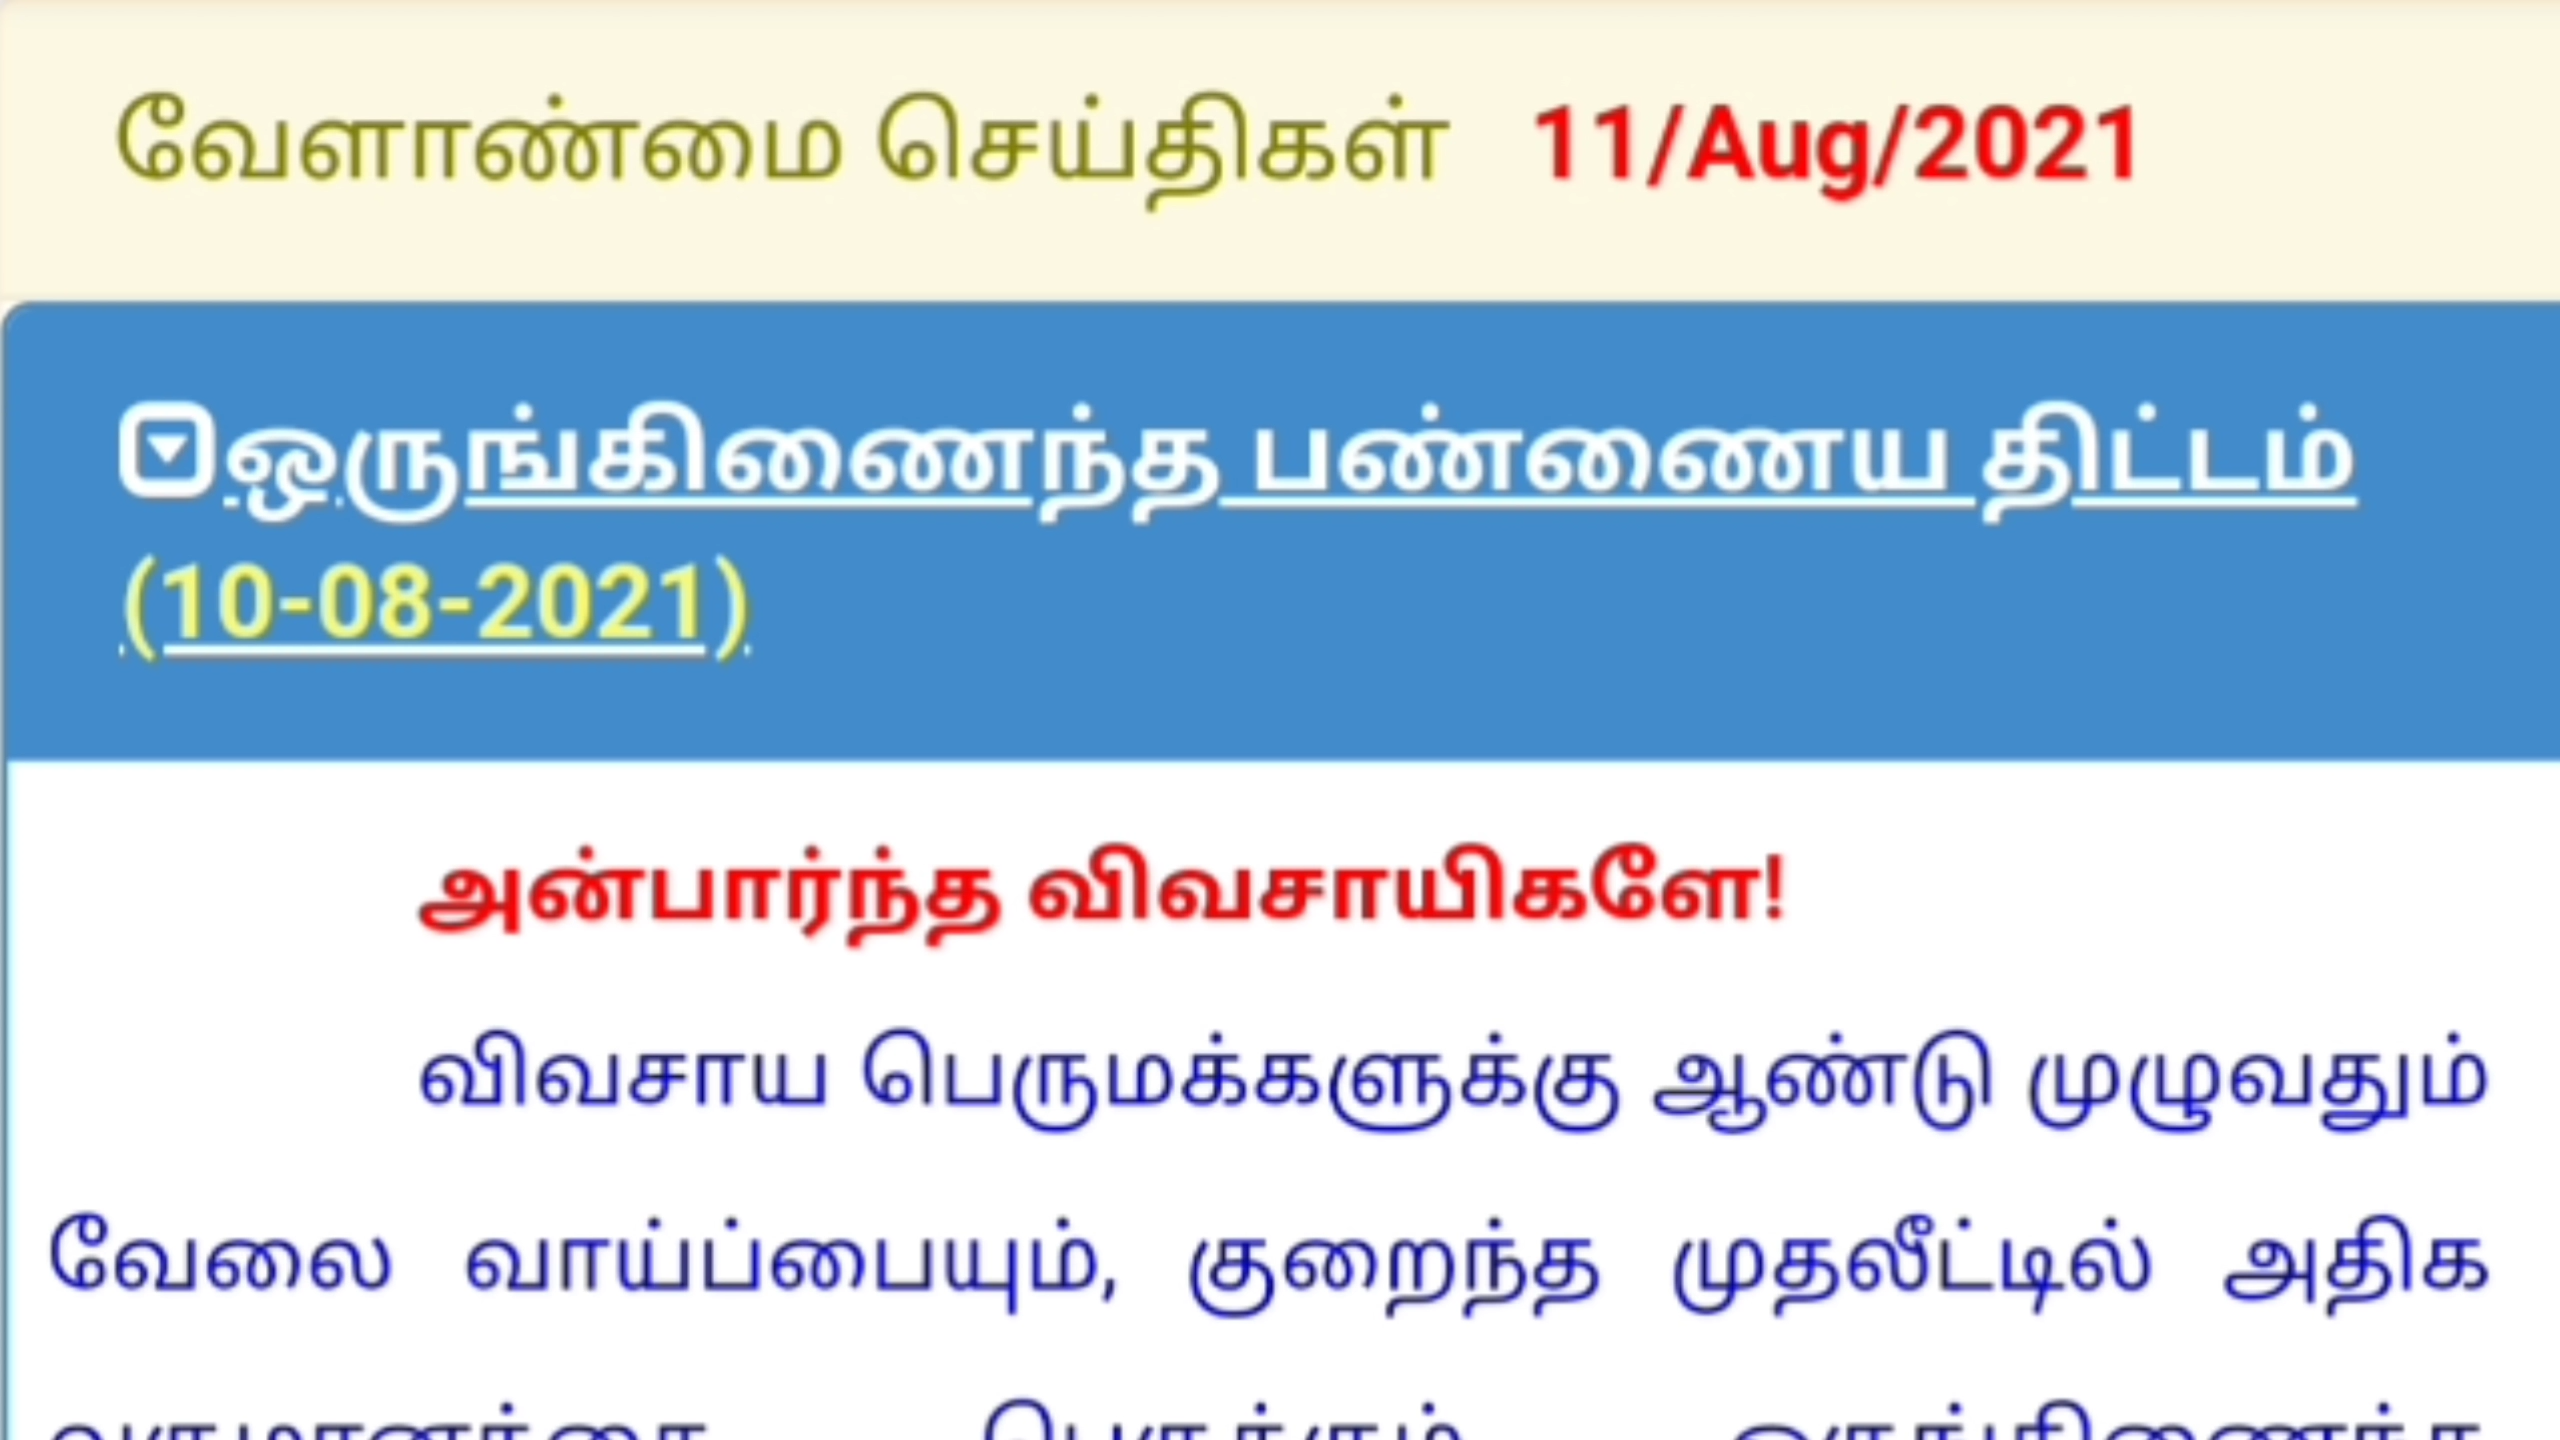 வேளாண்மை செய்திகள் 11/Aug/2021
ஒருங்கிணைந்த பண்ணைய திட்டம்
(10-08-2021)
அன்பார்ந்த விவசாயிகளே!
விவசாய பெருமக்களுக்கு ஆண்டு முழுவதும்
வேலை வாய்ப்பையும், குறைந்த முதலீட்டில் அதிக